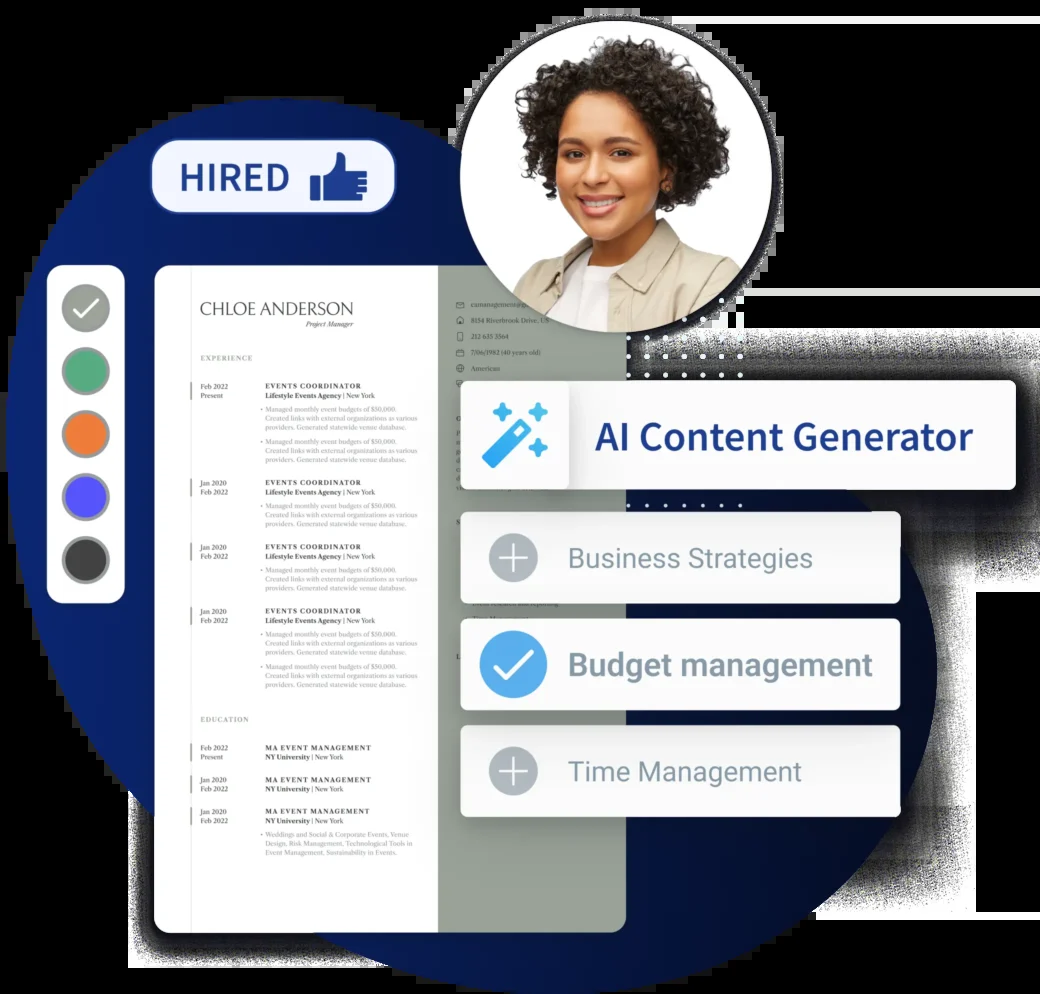 HIRED
CHLOE ANDERSON
Project Manager
EXPERIENCE
Feb 2022
Present
EVENTS COORDINATOR
Lifestyle Events Agency | New York
• Managed monthly event budgets of $50,000.
Created links with external organizations as various
providers. Generated statewide venue database.
• Managed monthly event budgets of $50,000.
Created links with external organizations as various
providers. Generated statewide venue database.
Jan 2020
Feb 2022
EVENTS COORDINATOR
Lifestyle Events Agency | New York
• Managed monthly event budgets of $50,000.
Created links with external organizations as various
providers. Generated statewide venue database.
Jan 2020
Feb 2022
EVENTS COORDINATOR
Lifestyle Events Agency | New York
• Managed monthly event budgets of $50,000.
Created links with external organizations as various
providers. Generated statewide venue database.
Jan 2020
Feb 2022
EVENTS COORDINATOR
Lifestyle Events Agency | New York
• Managed monthly event budgets of $50,000.
Created links with external organizations as various
providers. Generated statewide venue database.
• Managed monthly event budgets of $50,000.
Created links with external organizations as various
providers. Generated statewide venue database.
EDUCATION
Feb 2022
Present
MA EVENT MANAGEMENT
NY University | New York
Jan 2020
Feb 2022
MA EVENT MANAGEMENT
NY University | New York
Jan 2020
Feb 2022
MA EVENT MANAGEMENT
NY University | New York
• Weddings and Social & Corporate Events, Venue
Design, Risk Management, Technological Tools in
Event Management, Sustainability in Events.
8154 Riverbrook Drive, US
212 635 3564
7/06/1982 (40 years old)
American
AI Content Generator
Business Strategies
Budget management
Time Management